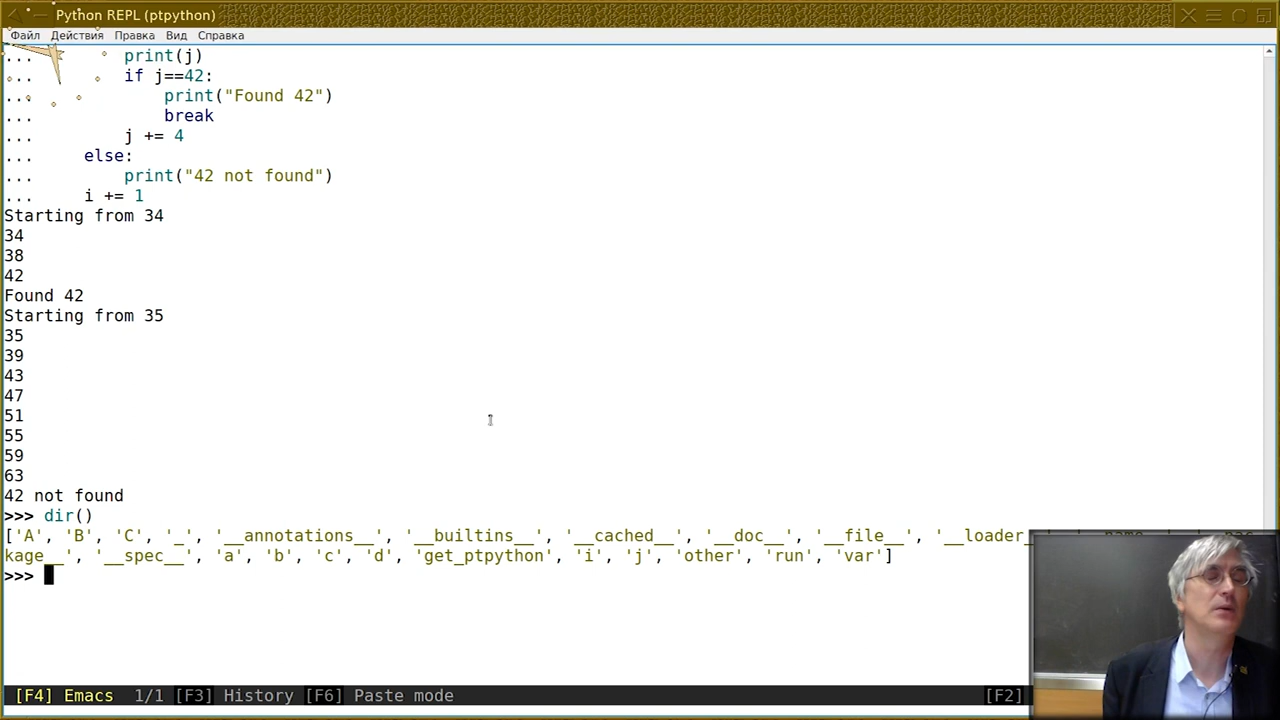 Python REPL (ptpython)
Файл Действия Правка Вид Справка
... print(j)
... if j==42:
... print("Found 42")
... break
... j += 4
... else:
... print("42 not found")
... i += 1
Starting from 34
34
38
42
Found 42
Starting from 35
35
39
43
47
51
55
59
63
42 not found
>>> dir()
['A', 'B', 'C', '_', '__annotations__', '__builtins__', '__cached__', '__doc__', '__file__', '__loader_
kage__', '__spec__', 'a', 'b', 'c', 'd', 'get_ptpython', 'i', 'j', 'other', 'run', 'var']
>>>
[F4] Emacs 1/1 [F3] History [F6] Paste mode [F2]